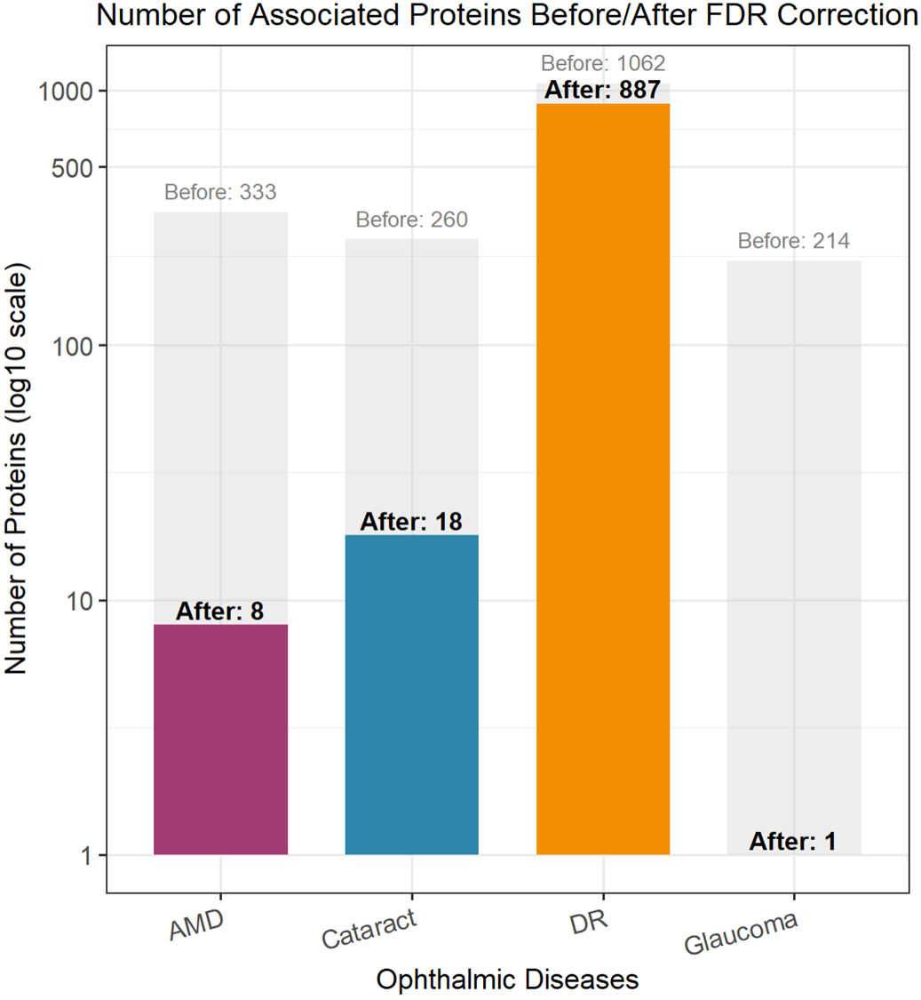 Number of Associated Proteins Before/After FDR Correction
Number of Proteins (log10 scale)
1000
500
100
10
1
Before: 333
After: 8
Before: 260
After: 18
Before: 1062
After: 887
Before: 214
After: 1
AMD
Cataract
DR
Glaucoma
Ophthalmic Diseases